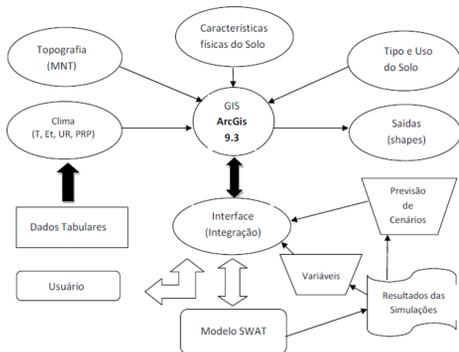 Características
físicas do Solo
Topografia
(MNT)
Tipo e Uso
do Solo
GIS
ArcGis
9.3
Clima
(T, Et, UR, PRP)
Saídas
(shapes)
Previsão
de
Cenários
Interface
(Integração)
Dados Tabulares
Variáveis
Usuário
Resultados das
Simulações
Modelo SWAT